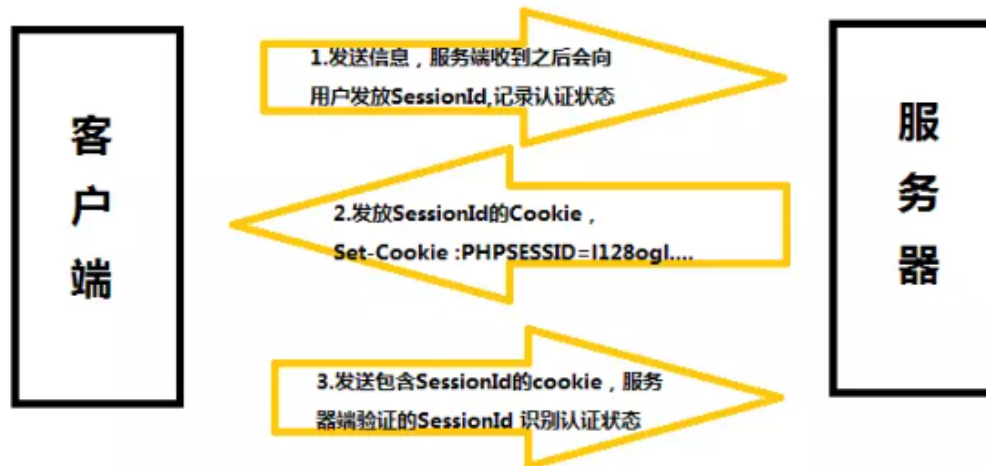 客户端
1.发送信息，服务端收到之后会向
用户发放SessionId,记录认证状态
2.发放SessionId的Cookie，
Set-Cookie :PHPSESSID=l128ogl....
3.发送包含SessionId的cookie，服务
器端验证的SessionId 识别认证状态
服务器